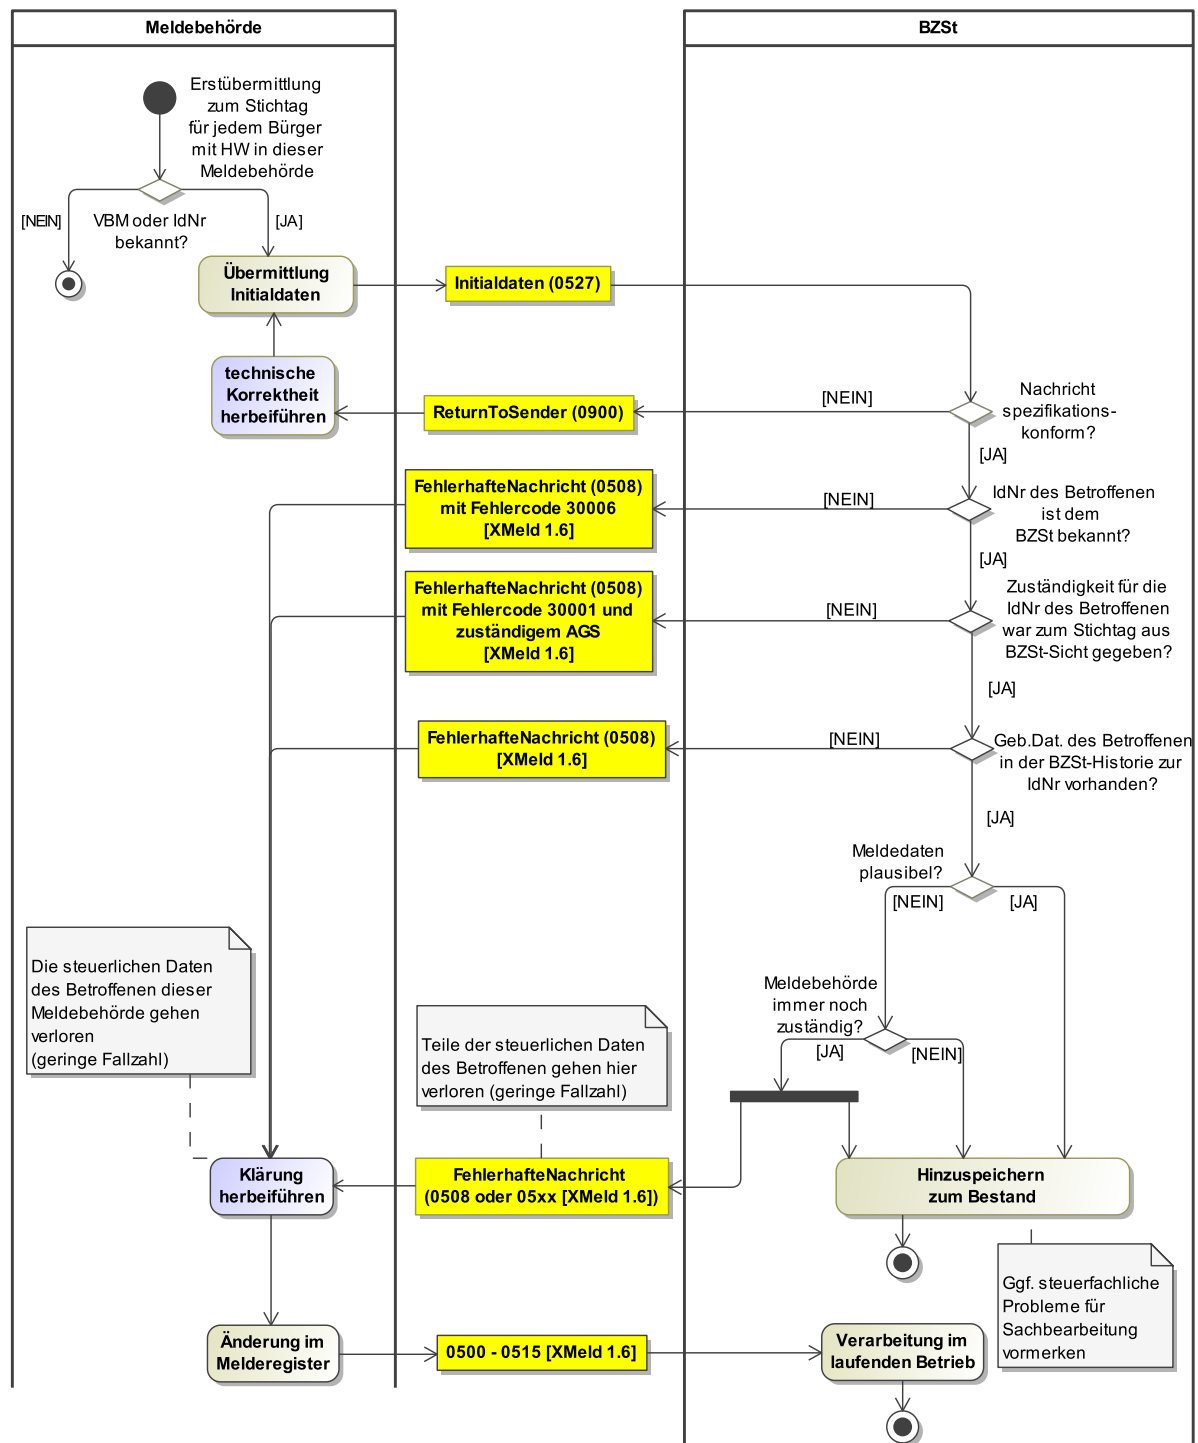 Meldebehörde
BZSt
Erstübermittlung
zum Stichtag
für jedem Bürger
mit HW in dieser
Meldebehörde
[NEIN]
VBM oder IdNr
bekannt?
[JA]
Übermittlung
Initialdaten
Initialdaten (0527)
technische
Korrektheit
herbeiführen
ReturnToSender (0900)
[NEIN]
Nachricht
spezifikations-
konform?
[JA]
FehlerhafteNachricht (0508)
mit Fehlercode 30006
[XMeld 1.6]
[NEIN]
IdNr des Betroffenen
ist dem
BZSt bekannt?
[JA]
FehlerhafteNachricht (0508)
mit Fehlercode 30001 und
zuständigem AGS
[XMeld 1.6]
[NEIN]
Zuständigkeit für die
IdNr des Betroffenen
war zum Stichtag aus
BZSt-Sicht gegeben?
[JA]
FehlerhafteNachricht (0508)
[XMeld 1.6]
[NEIN]
Geb.Dat. des Betroffenen
in der BZSt-Historie zur
IdNr vorhanden?
[JA]
Meldedaten
plausibel?
[NEIN]
[JA]
Die steuerlichen Daten
des Betroffenen dieser
Meldebehörde gehen
verloren
(geringe Fallzahl)
Teile der steuerlichen Daten
des Betroffenen gehen hier
verloren (geringe Fallzahl)
Meldebehörde
immer noch
zuständig?
[JA]
[NEIN]
Klärung
herbeiführen
FehlerhafteNachricht
(0508 oder 05xx [XMeld 1.6])
Hinzuspeichern
zum Bestand
Ggf. steuerfachliche
Probleme für
Sachbearbeitung
vormerken
Änderung im
Melderegister
0500 - 0515 [XMeld 1.6]
Verarbeitung im
laufenden Betrieb